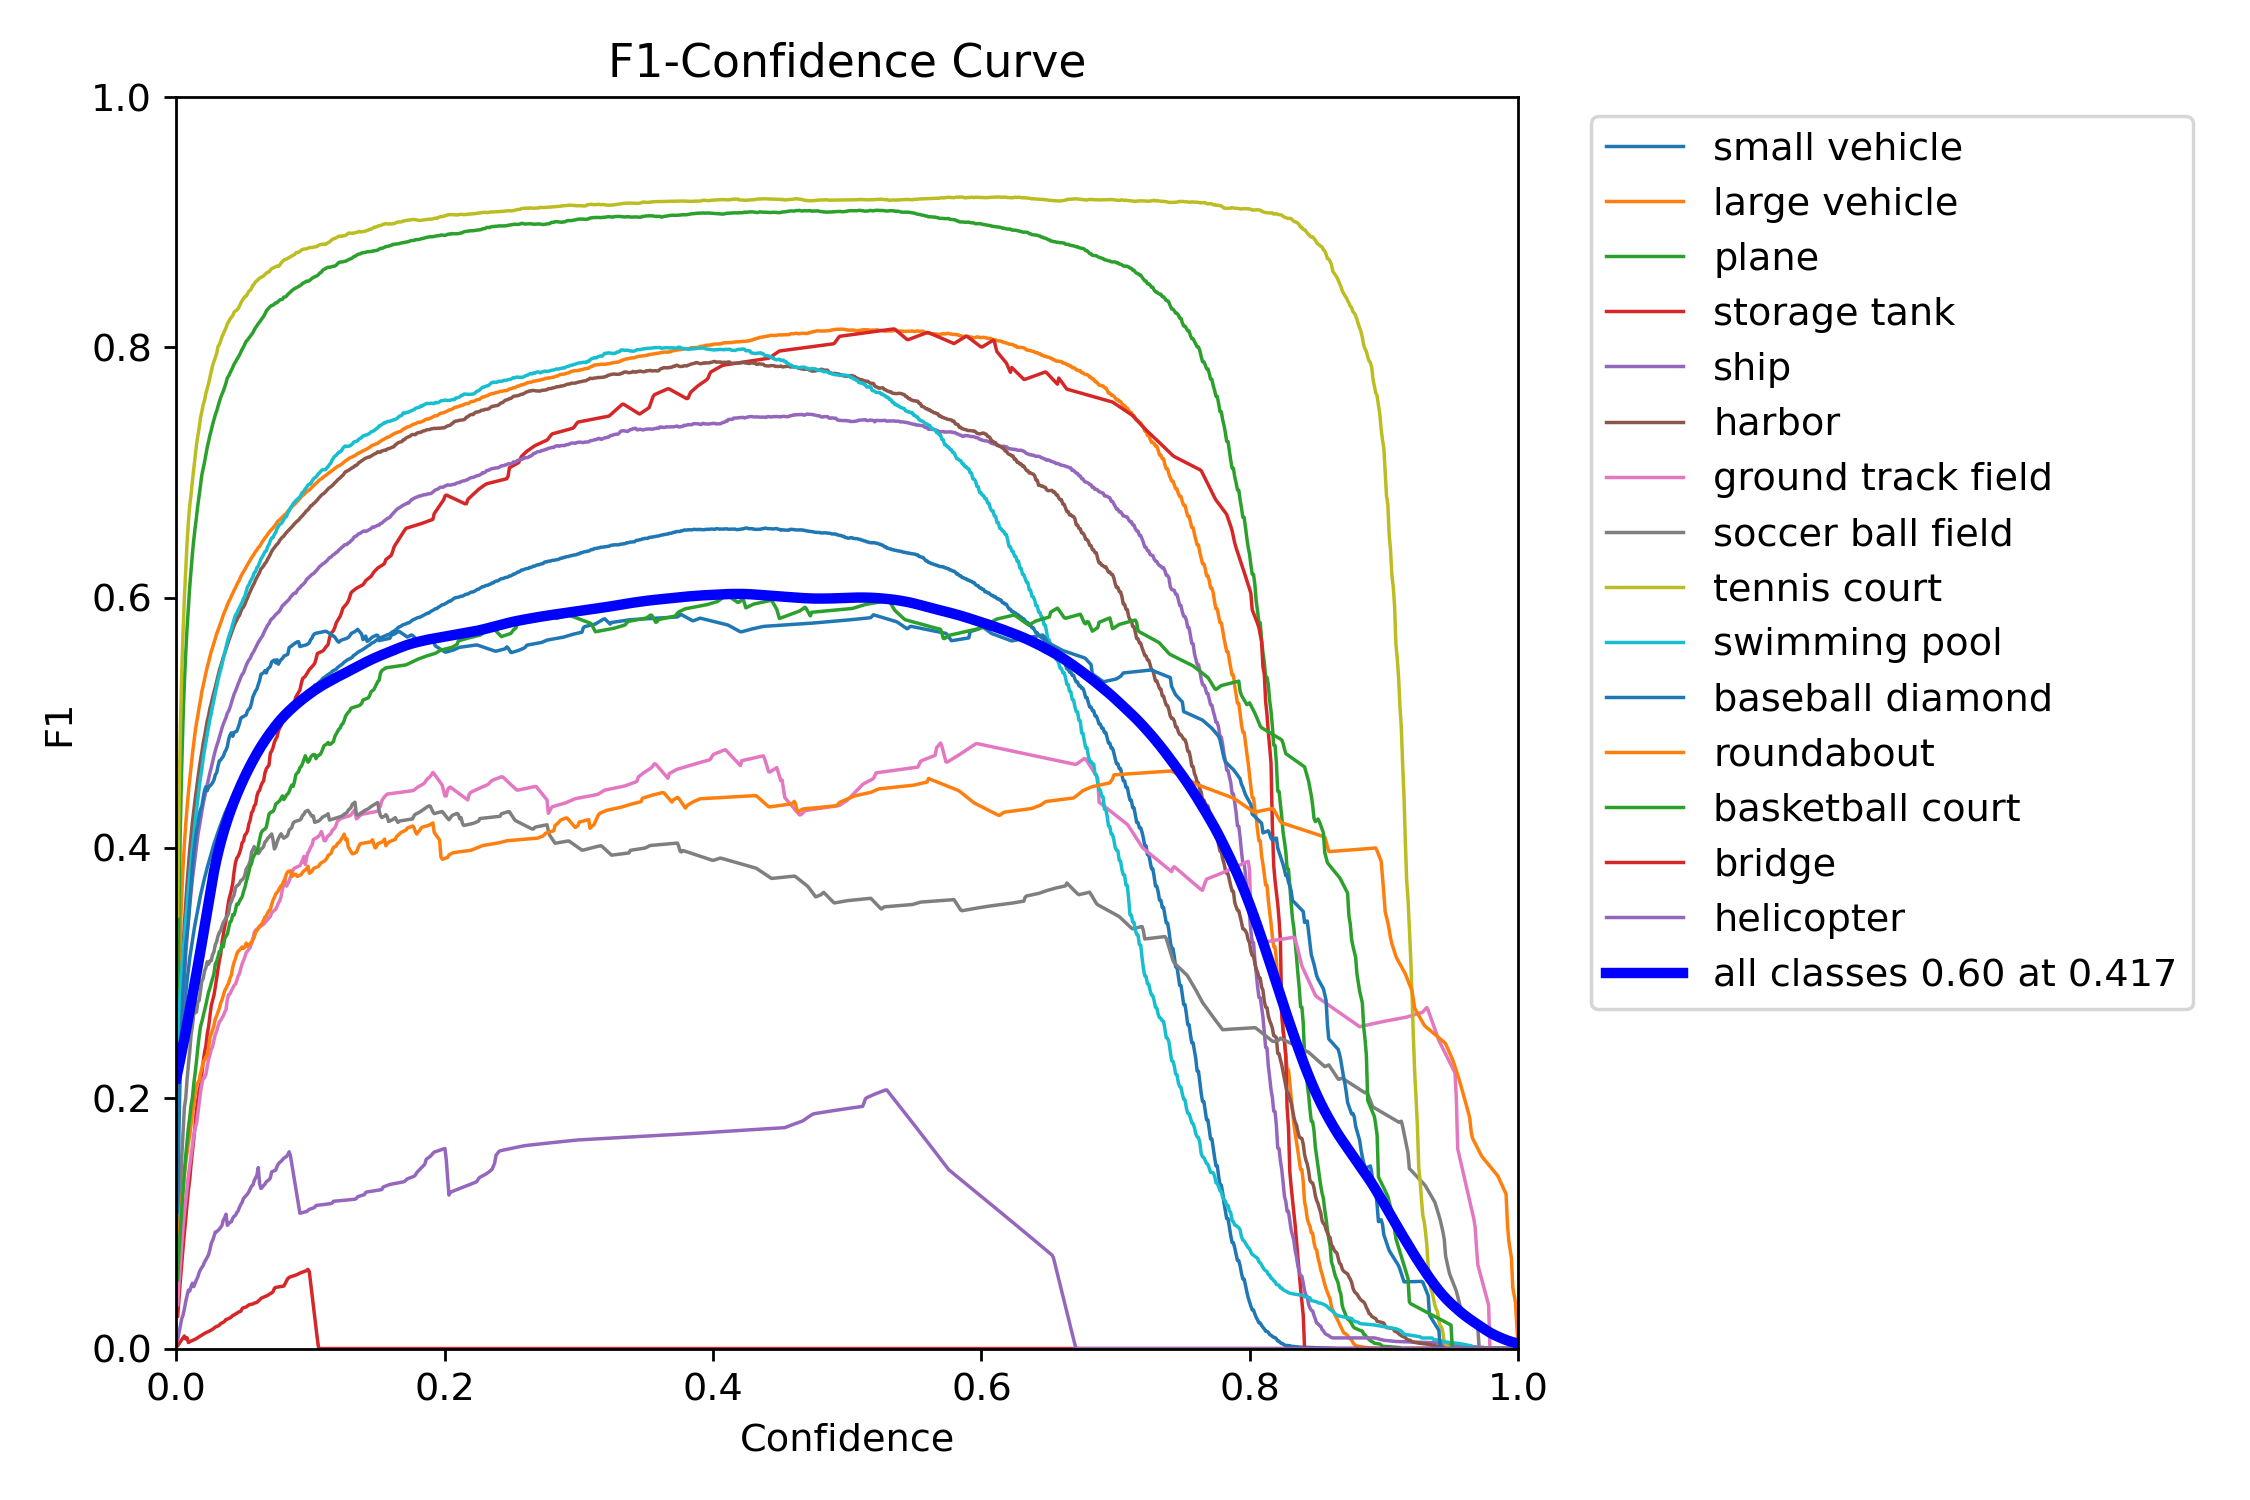 F1-Confidence Curve
1.0
0.8
0.6
0.4
0.2
0.0
F1
0.0 0.2 0.4 0.6 0.8 1.0
Confidence
small vehicle
large vehicle
plane
storage tank
ship
harbor
ground track field
soccer ball field
tennis court
swimming pool
baseball diamond
roundabout
basketball court
bridge
helicopter
all classes 0.60 at 0.417